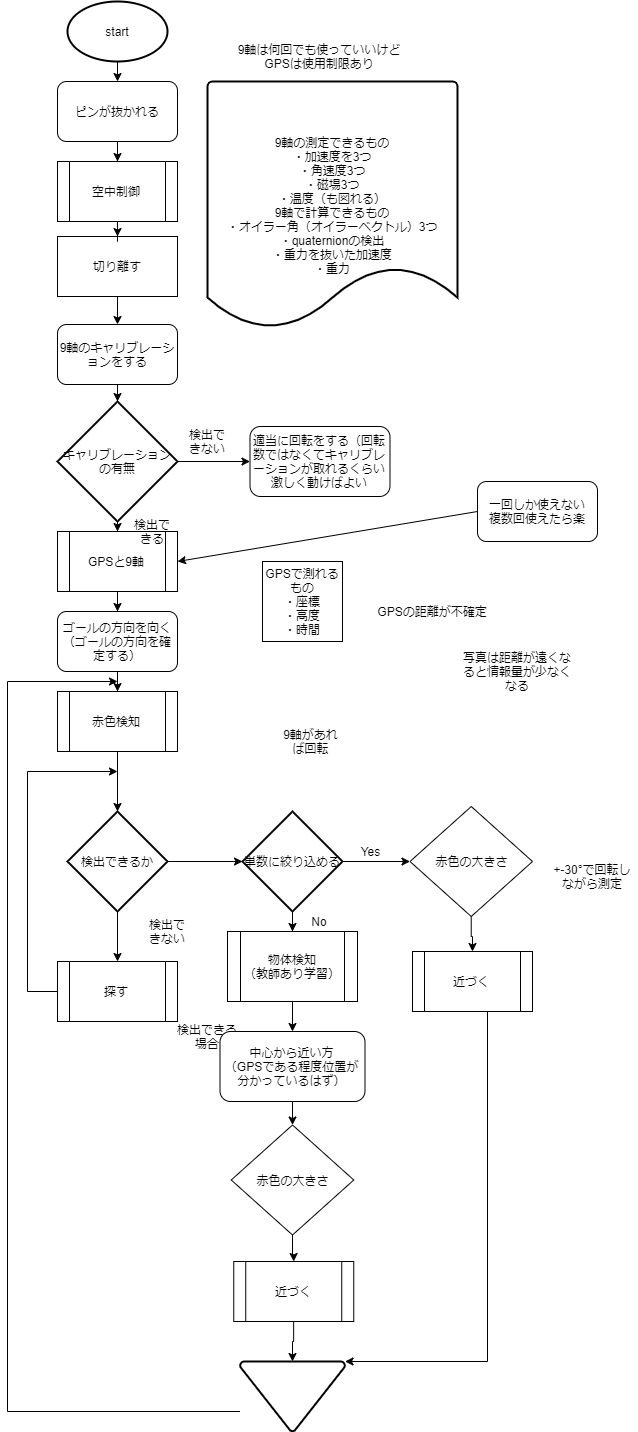 start
9軸は何回でも使っていいけど
GPSは使用制限あり
ピンが抜かれる
9軸の測定できるもの
・加速度を3つ
・角速度3つ
・磁場3つ
・温度（も図れる）
9軸で計算できるもの
・オイラー角（オイラーベクトル）3つ
・quaternionの検出
・重力を抜いた加速度
・重力
空中制御
切り離す
9軸のキャリブレーシ
ョンをする
キャリブレーション
の有無
検出で
きない
適当に回転をする（回転
数ではなくてキャリブレ
ーションが取れるくらい
激しく動けばよい
検出で
きる
一回しか使えない
複数回使えたら楽
GPSと9軸
GPSで測れる
もの
・座標
・高度
・時間
GPSの距離が不確定
ゴールの方向を向く
（ゴールの方向を確
定する）
写真は距離が遠くな
ると情報量が少なく
なる
赤色検知
9軸があれ
ば回転
検出できるか
単数に絞り込める
Yes
赤色の大きさ
+-30°で回転し
ながら測定
検出で
きない
No
探す
物体検知
（教師あり学習）
近づく
検出できる
場合
中心から近い方
（GPSである程度位置が
分かっているはず）
赤色の大きさ
近づく